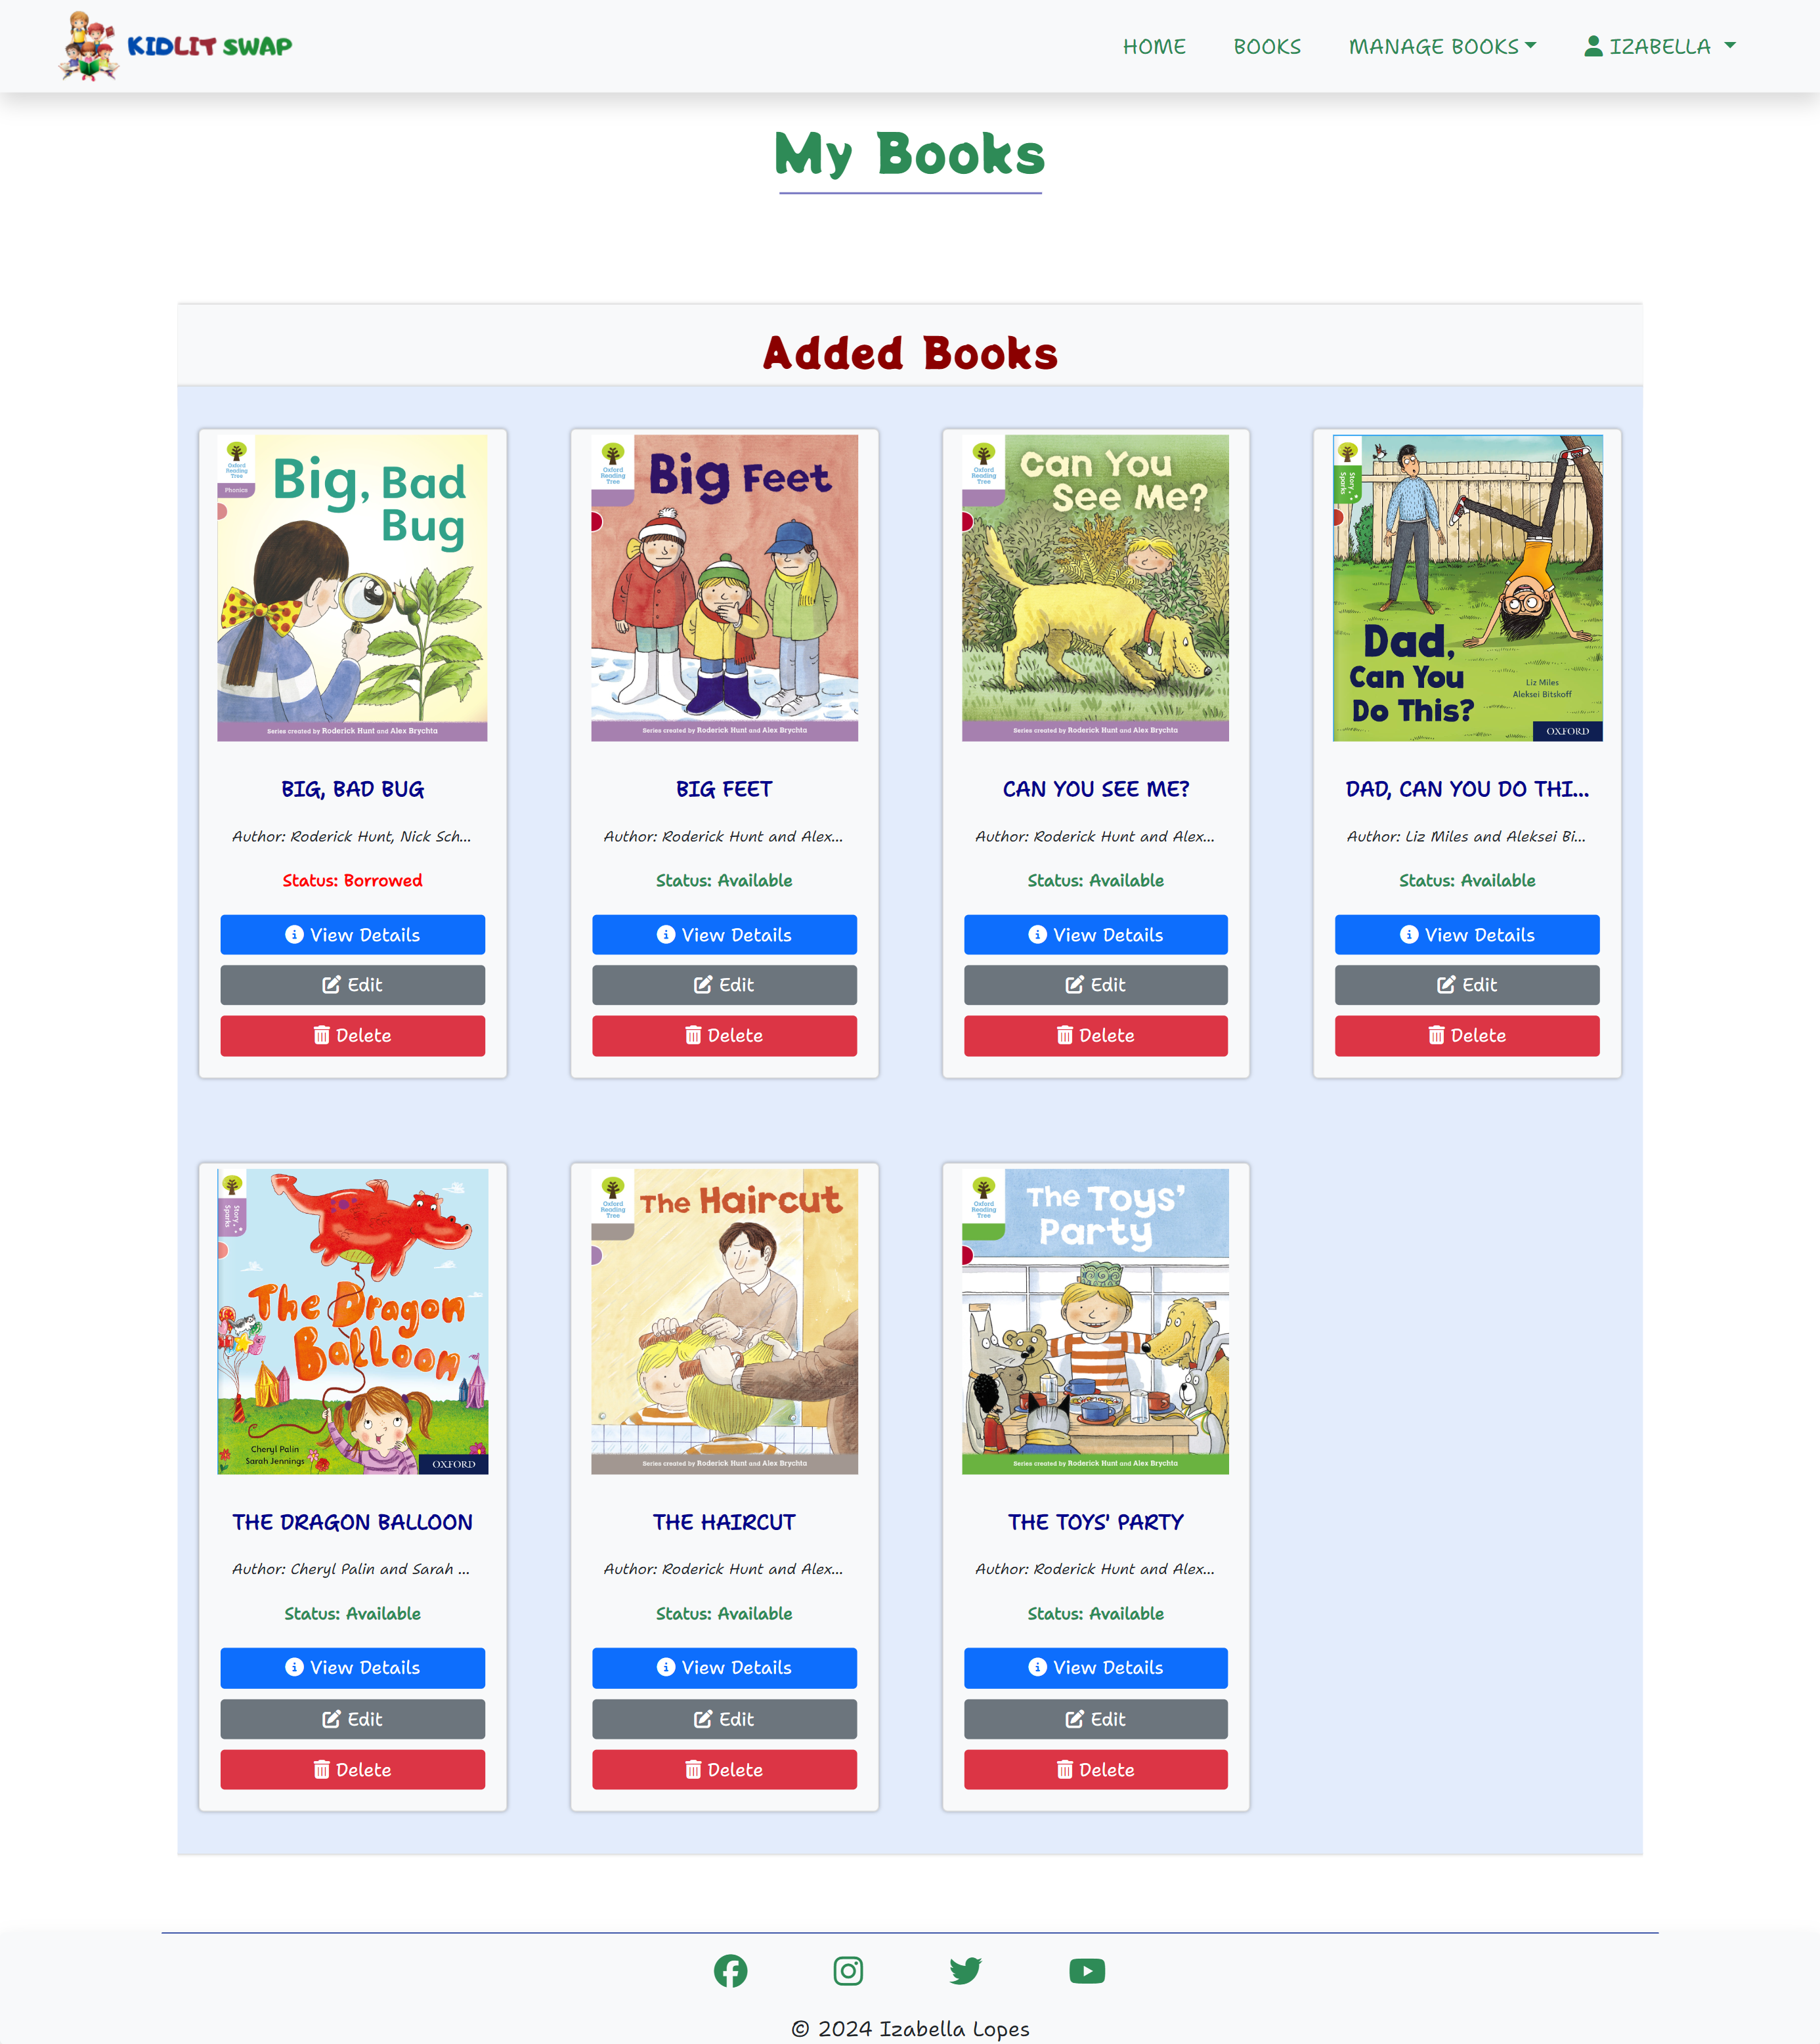 KIDLIT SWAP
HOME
BOOKS
MANAGE BOOKS
IZABELLA
My Books
Added Books
Oxford
Reading
Tree
Phonics
Big, Bad
Bug
Series created by Roderick Hunt and Alex Brychta
BIG, BAD BUG
Author: Roderick Hunt, Nick Sch...
Status: Borrowed
View Details
Edit
Delete
Oxford
Reading
Tree
Big Feet
Series created by Roderick Hunt and Alex Brychta
BIG FEET
Author: Roderick Hunt and Alex...
Status: Available
View Details
Edit
Delete
Oxford
Reading
Tree
Can You
See Me?
Series created by Roderick Hunt and Alex Brychta
CAN YOU SEE ME?
Author: Roderick Hunt and Alex...
Status: Available
View Details
Edit
Delete
Story
Sparks
Dad,
Can You
Do This?
Liz Miles
Aleksei Bitskoff
OXFORD
DAD, CAN YOU DO THI...
Author: Liz Miles and Aleksei Bi...
Status: Available
View Details
Edit
Delete
Story
Sparks
The Dragon
Balloon
Cheryl Palin
Sarah Jennings
OXFORD
THE DRAGON BALLOON
Author: Cheryl Palin and Sarah ...
Status: Available
View Details
Edit
Delete
Oxford
Reading
Tree
The Haircut
Series created by Roderick Hunt and Alex Brychta
THE HAIRCUT
Author: Roderick Hunt and Alex...
Status: Available
View Details
Edit
Delete
Oxford
Reading
Tree
The Toys'
Party
Series created by Roderick Hunt and Alex Brychta
THE TOYS' PARTY
Author: Roderick Hunt and Alex...
Status: Available
View Details
Edit
Delete
© 2024 Izabella Lopes